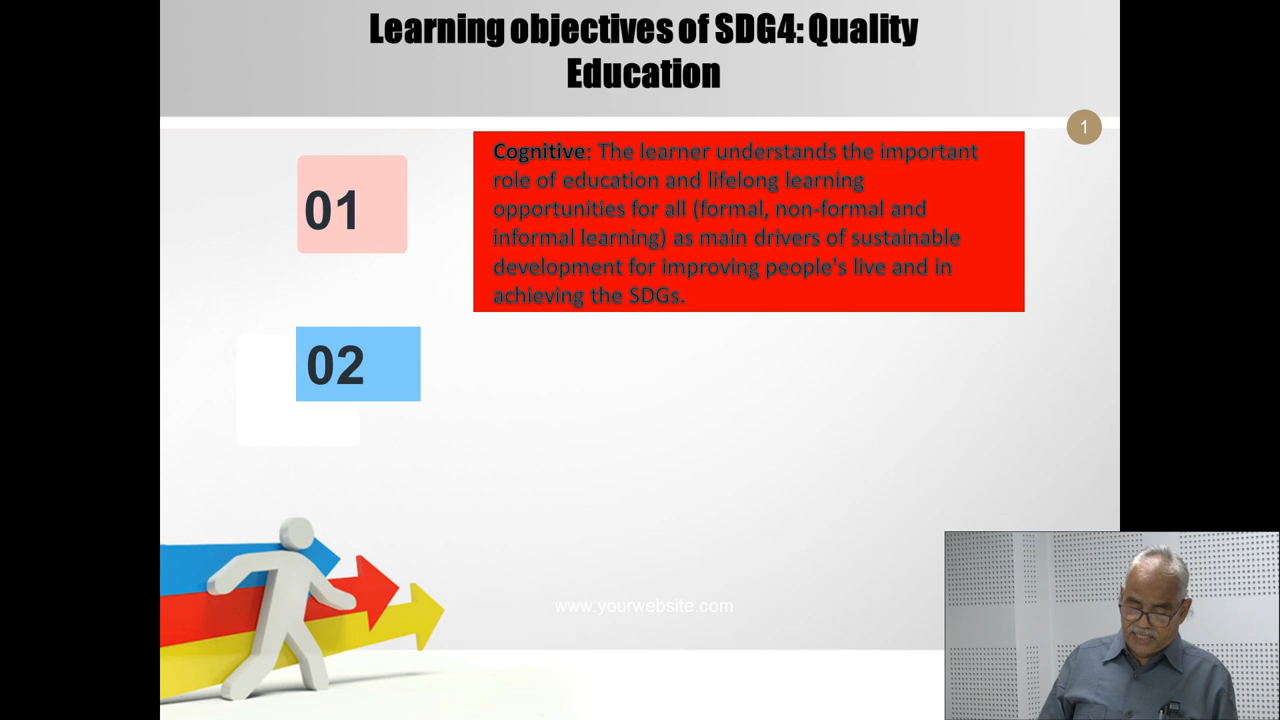 Learning objectives of SDG4: Quality
Education
1
01
Cognitive: The learner understands the important
role of education and lifelong learning
opportunities for all (formal, non-formal and
informal learning) as main drivers of sustainable
development for improving people's live and in
achieving the SDGs.
02
www.yourwebsite.com